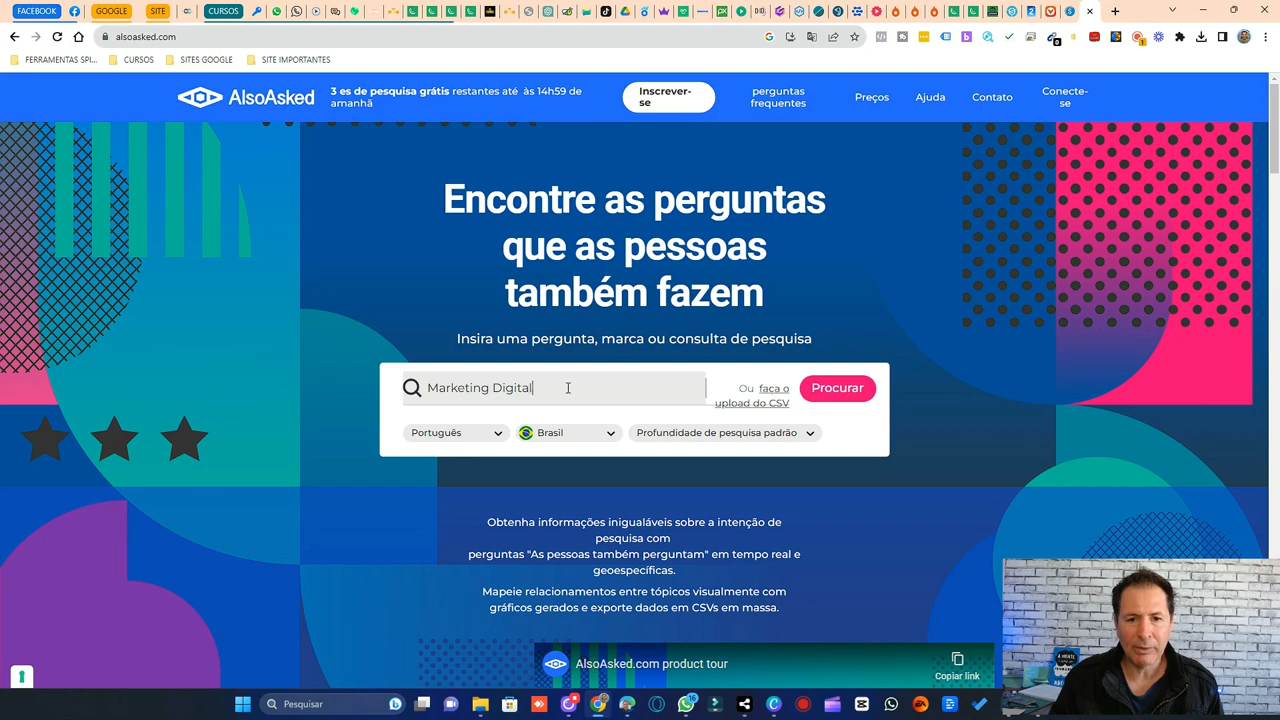 FACEBOOK
GOOGLE
SITE
CURSOS
alsoasked.com
FERRAMENTAS SPI...
CURSOS
SITES GOOGLE
SITE IMPORTANTES
AlsoAsked
3 es de pesquisa grátis restantes até às 14h59 de
amanhã
Inscrever-
se
perguntas
frequentes
Preços
Ajuda
Contato
Conecte-
se
Encontre as perguntas
que as pessoas
também fazem
Insira uma pergunta, marca ou consulta de pesquisa
Marketing Digital
Ou faça o
upload do CSV
Procurar
Português
Brasil
Profundidade de pesquisa padrão
Obtenha informações inigualáveis sobre a intenção de
pesquisa com
perguntas "As pessoas também perguntam" em tempo real e
geoespecíficas.
Mapeie relacionamentos entre tópicos visualmente com
gráficos gerados e exporte dados em CSVs em massa.
AlsoAsked.com product tour
Copiar link
Pesquisar
16